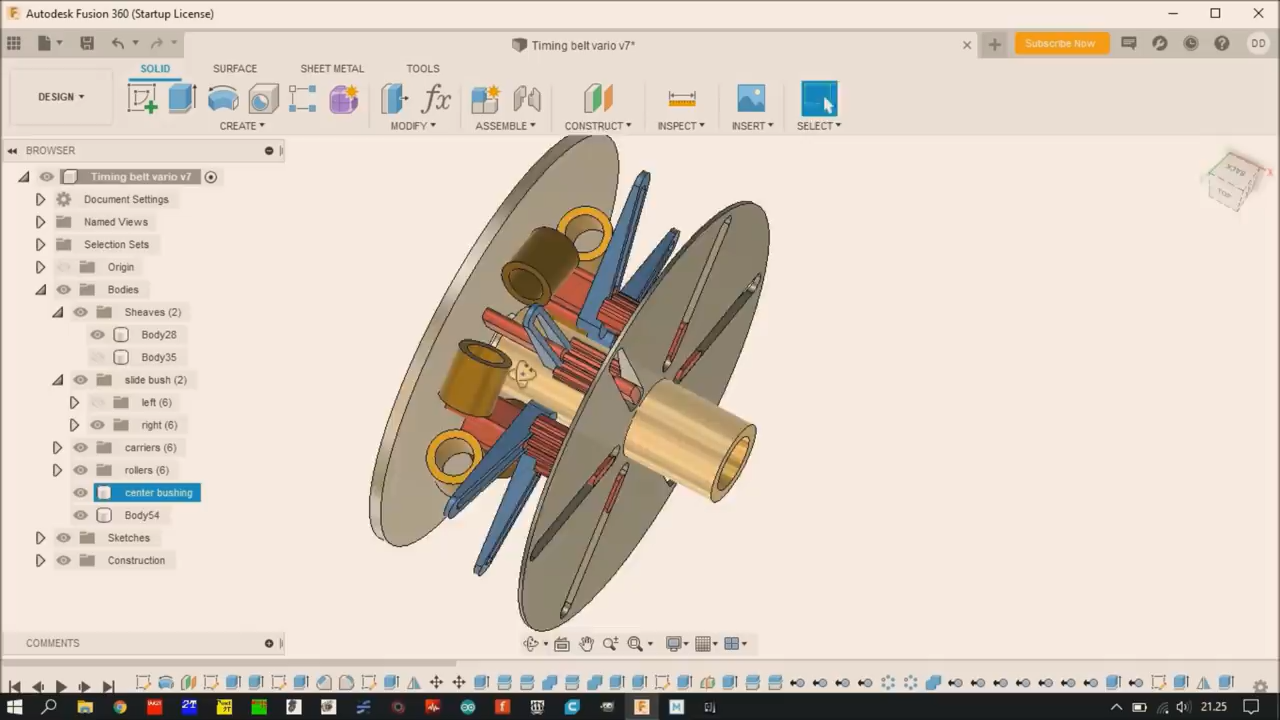 Autodesk Fusion 360 (Startup License)
Timing belt vario v7*
Subscribe Now
DD
DESIGN
SOLID
SURFACE
SHEET METAL
TOOLS
CREATE
MODIFY
ASSEMBLE
CONSTRUCT
INSPECT
INSERT
SELECT
BROWSER
Timing belt vario v7
Document Settings
Named Views
Selection Sets
Origin
Bodies
Sheaves (2)
Body28
Body35
slide bush (2)
left (6)
right (6)
carriers (6)
rollers (6)
center bushing
Body54
Sketches
Construction
BACK
TOP
COMMENTS
21.25